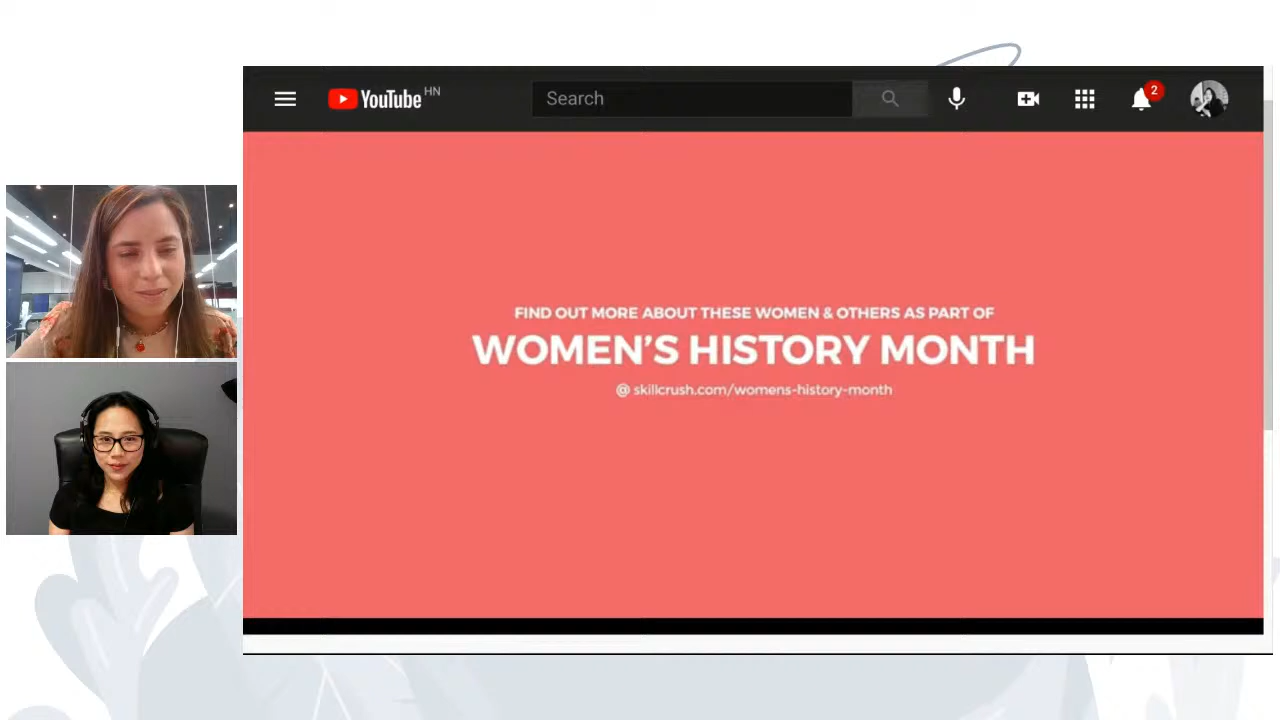 YouTube HN
Search
2
FIND OUT MORE ABOUT THESE WOMEN & OTHERS AS PART OF
WOMEN'S HISTORY MONTH
@ skillcrush.com/womens-history-month